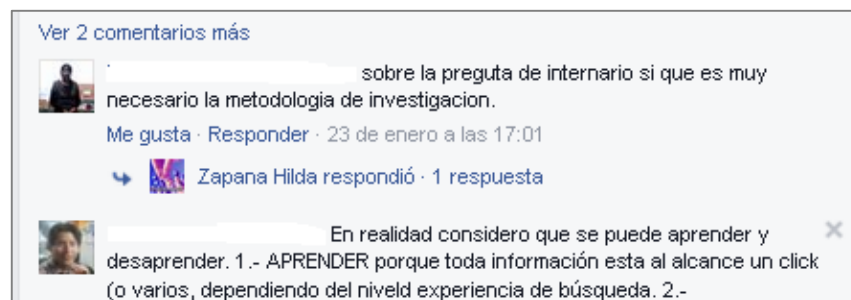 Ver 2 comentarios más
sobre la preguta de internario si que es muy
necesario la metodologia de investigacion.
Me gusta · Responder · 23 de enero a las 17:01
Zapana Hilda respondió · 1 respuesta
En realidad considero que se puede aprender y
desaprender. 1.- APRENDER porque toda información esta al alcance un click
(o varios, dependiendo del niveld experiencia de búsqueda. 2.-